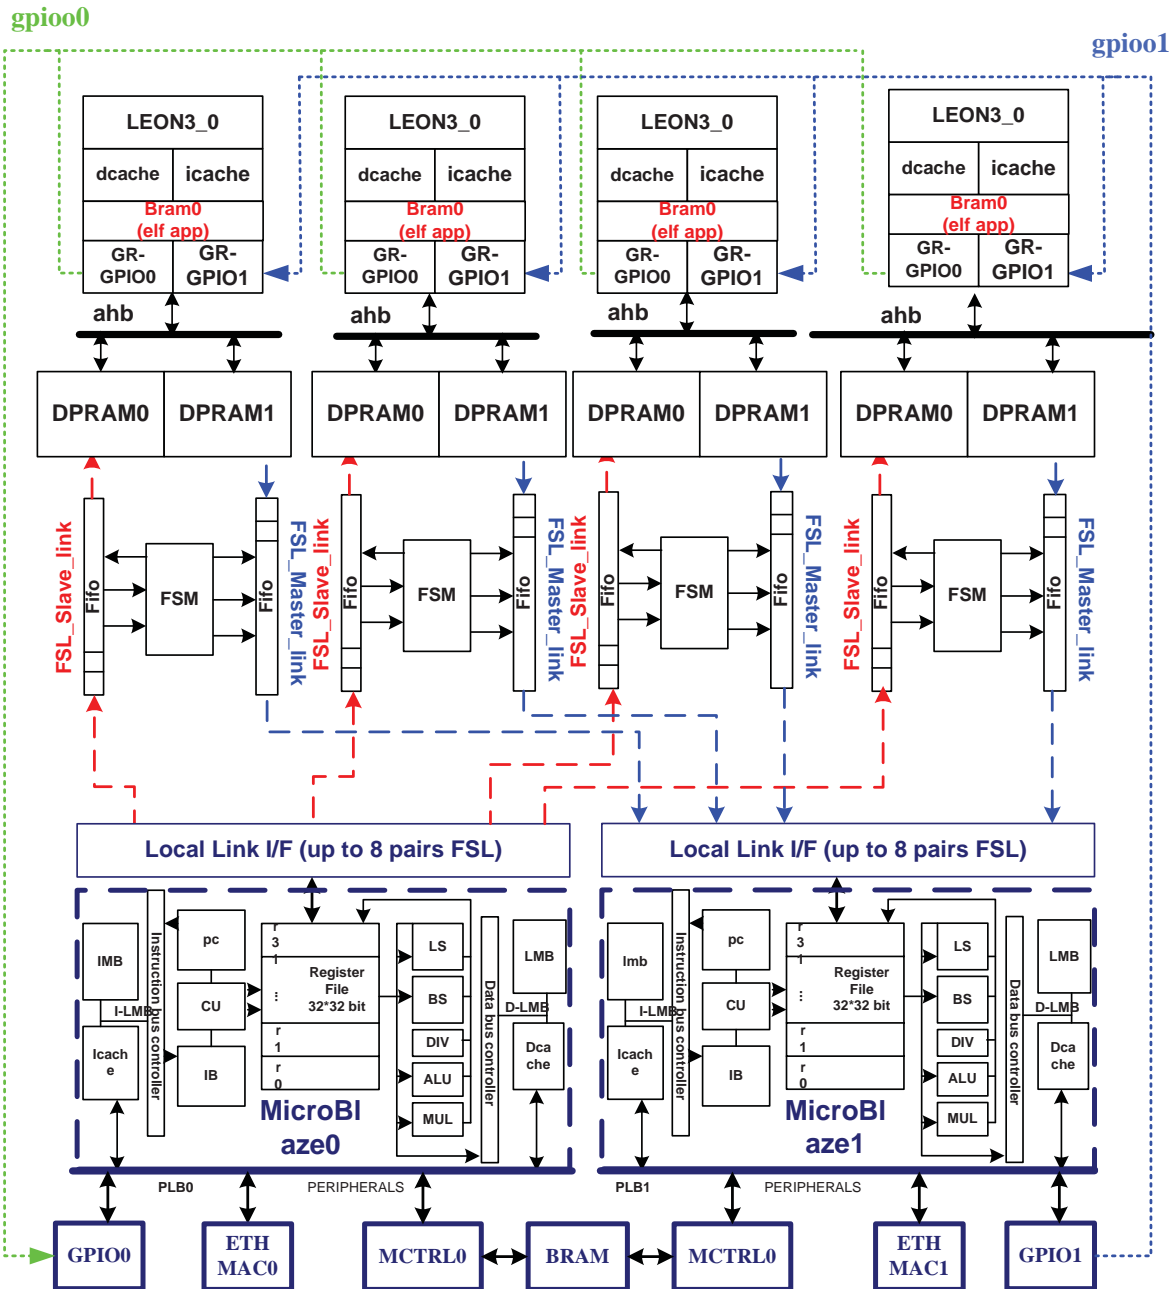 gpioo0
gpioo1
LEON3_0
LEON3_0
LEON3_0
LEON3_0
dcache
icache
dcache
icache
dcache
icache
dcache
icache
Bram0
(elf app)
Bram0
(elf app)
Bram0
(elf app)
Bram0
(elf app)
GR-
GPIO0
GR-
GPIO1
GR-
GPIO0
GR-
GPIO1
GR-
GPIO0
GR-
GPIO1
GR-
GPIO0
GR-
GPIO1
ahb
ahb
ahb
ahb
DPRAM0
DPRAM1
DPRAM0
DPRAM1
DPRAM0
DPRAM1
DPRAM0
DPRAM1
FSL_Slave_link
Fifo
FSM
Fifo
FSL_Master_link
FSL_Slave_link
Fifo
FSM
Fifo
FSL_Master_link
FSL_Slave_link
Fifo
FSM
Fifo
FSL_Master_link
FSL_Slave_link
Fifo
FSM
Fifo
FSL_Master_link
Local Link I/F (up to 8 pairs FSL)
Local Link I/F (up to 8 pairs FSL)
IMB
I-LMB
Icach
e
Instruction bus controller
pc
CU
IB
r
3
1
Register
File
32*32 bit
...
r
1
r
0
LS
BS
DIV
ALU
MUL
Data bus controller
LMB
D-LMB
Dca
che
MicroBl
aze0
Imb
I-LMB
Icach
e
Instruction bus controller
pc
CU
IB
r
3
1
Register
File
32*32 bit
...
r
1
r
0
LS
BS
DIV
ALU
MUL
Data bus controller
LMB
D-LMB
Dca
che
MicroBl
aze1
PLB0
PERIPHERALS
PLB1
PERIPHERALS
GPIO0
ETH
MAC0
MCTRL0
BRAM
MCTRL0
ETH
MAC1
GPIO1